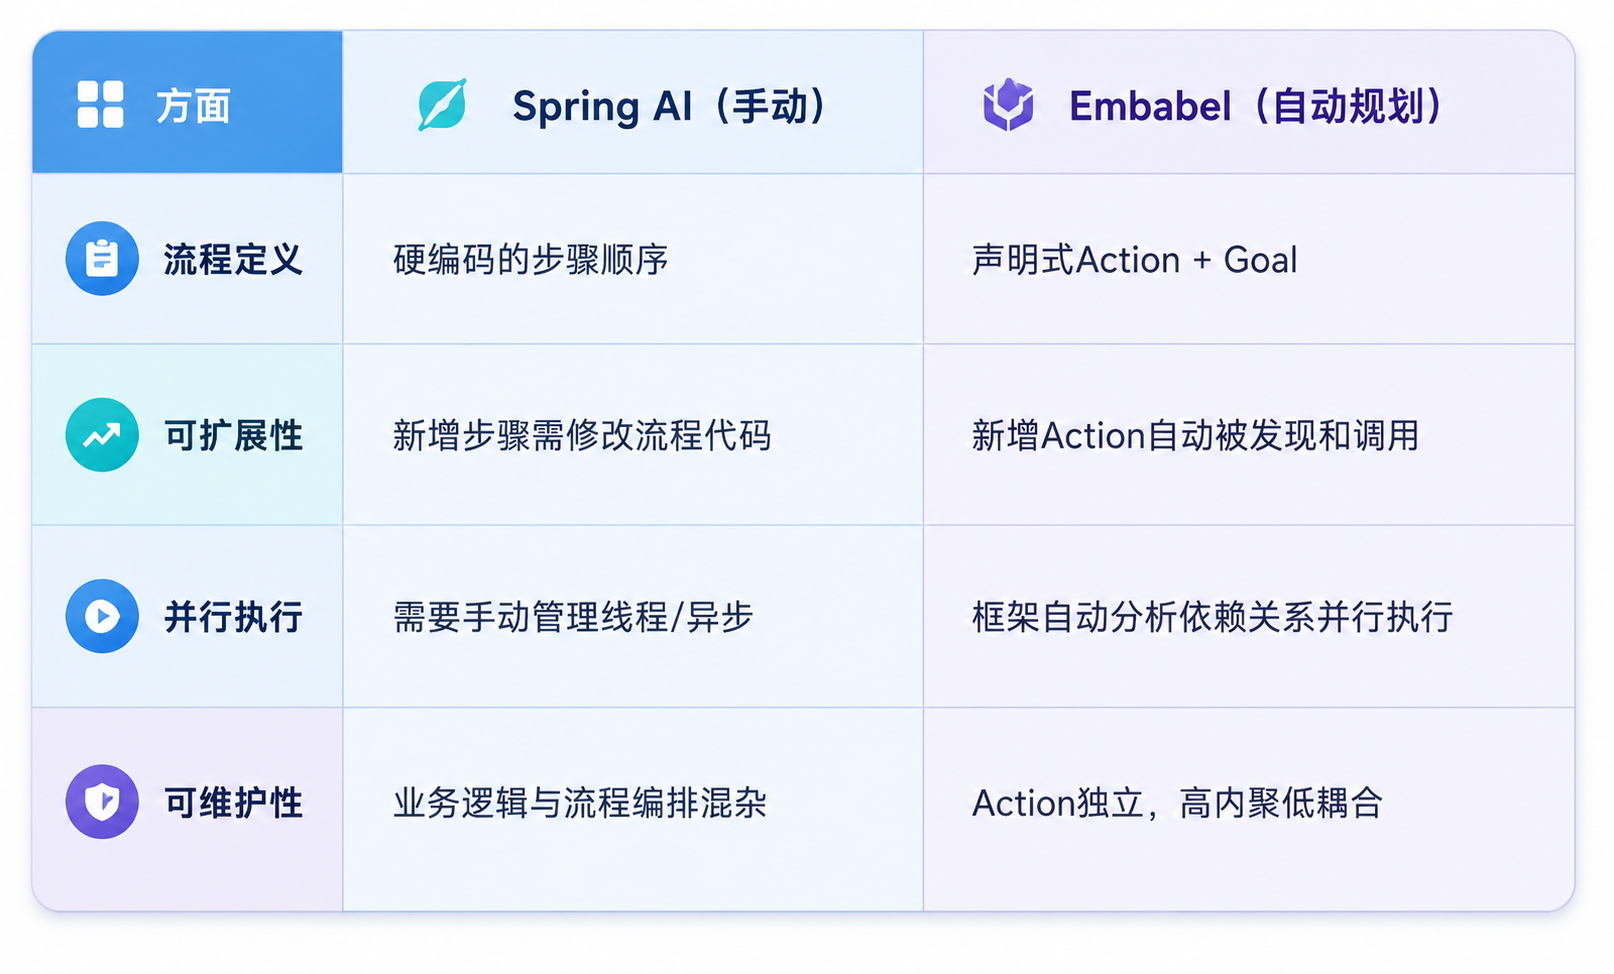 方面
Spring AI（手动）
Embabel（自动规划）
流程定义
硬编码的步骤顺序
声明式Action + Goal
可扩展性
新增步骤需修改流程代码
新增Action自动被发现和调用
并行执行
需要手动管理线程/异步
框架自动分析依赖关系并行执行
可维护性
业务逻辑与流程编排混杂
Action独立，高内聚低耦合